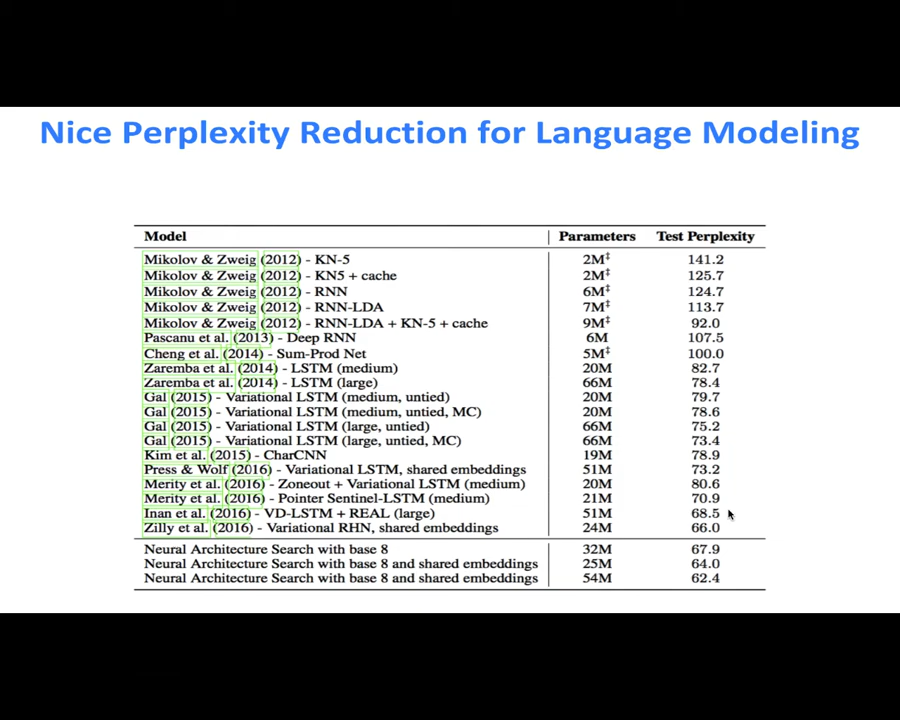 Nice Perplexity Reduction for Language Modeling
Model Parameters Test Perplexity
Mikolov & Zweig (2012) - KN-5 2M‡ 141.2
Mikolov & Zweig (2012) - KN5 + cache 2M‡ 125.7
Mikolov & Zweig (2012) - RNN 6M‡ 124.7
Mikolov & Zweig (2012) - RNN-LDA 7M‡ 113.7
Mikolov & Zweig (2012) - RNN-LDA + KN-5 + cache 9M‡ 92.0
Pascanu et al. (2013) - Deep RNN 6M 107.5
Cheng et al. (2014) - Sum-Prod Net 5M‡ 100.0
Zaremba et al. (2014) - LSTM (medium) 20M 82.7
Zaremba et al. (2014) - LSTM (large) 66M 78.4
Gal (2015) - Variational LSTM (medium, untied) 20M 79.7
Gal (2015) - Variational LSTM (medium, untied, MC) 20M 78.6
Gal (2015) - Variational LSTM (large, untied) 66M 75.2
Gal (2015) - Variational LSTM (large, untied, MC) 66M 73.4
Kim et al. (2015) - CharCNN 19M 78.9
Press & Wolf (2016) - Variational LSTM, shared embeddings 51M 73.2
Merity et al. (2016) - Zoneout + Variational LSTM (medium) 20M 80.6
Merity et al. (2016) - Pointer Sentinel-LSTM (medium) 21M 70.9
Inan et al. (2016) - VD-LSTM + REAL (large) 51M 68.5
Zilly et al. (2016) - Variational RHN, shared embeddings 24M 66.0
Neural Architecture Search with base 8 32M 67.9
Neural Architecture Search with base 8 and shared embeddings 25M 64.0
Neural Architecture Search with base 8 and shared embeddings 54M 62.4